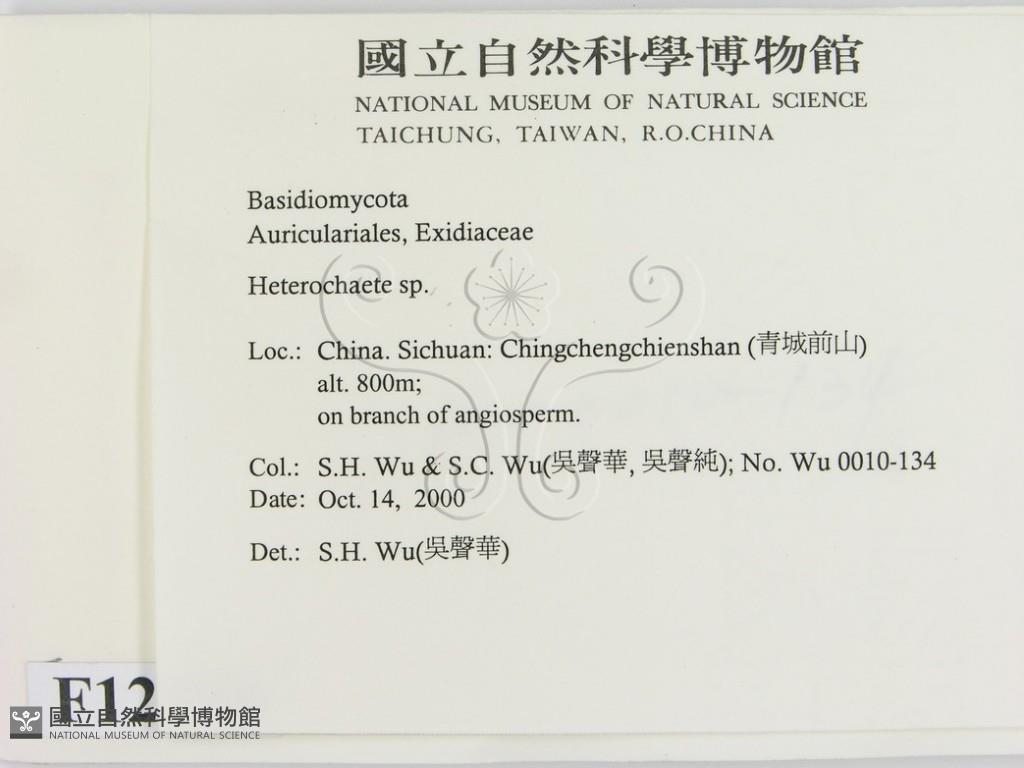 國立自然科學博物館
NATIONAL MUSEUM OF NATURAL SCIENCE
TAICHUNG, TAIWAN, R.O.CHINA
Basidiomycota
Auriculariales, Exidiaceae
Heterochaete sp.
Loc.: China. Sichuan: Chingchengchienshan (青城前山)
alt. 800m;
on branch of angiosperm.
Col.: S.H. Wu & S.C. Wu(吳聲華, 吳聲純); No. Wu 0010-134
Date: Oct. 14, 2000
Det.: S.H. Wu(吳聲華)
F12
國立自然科學博物館
NATIONAL MUSEUM OF NATURAL SCIENCE